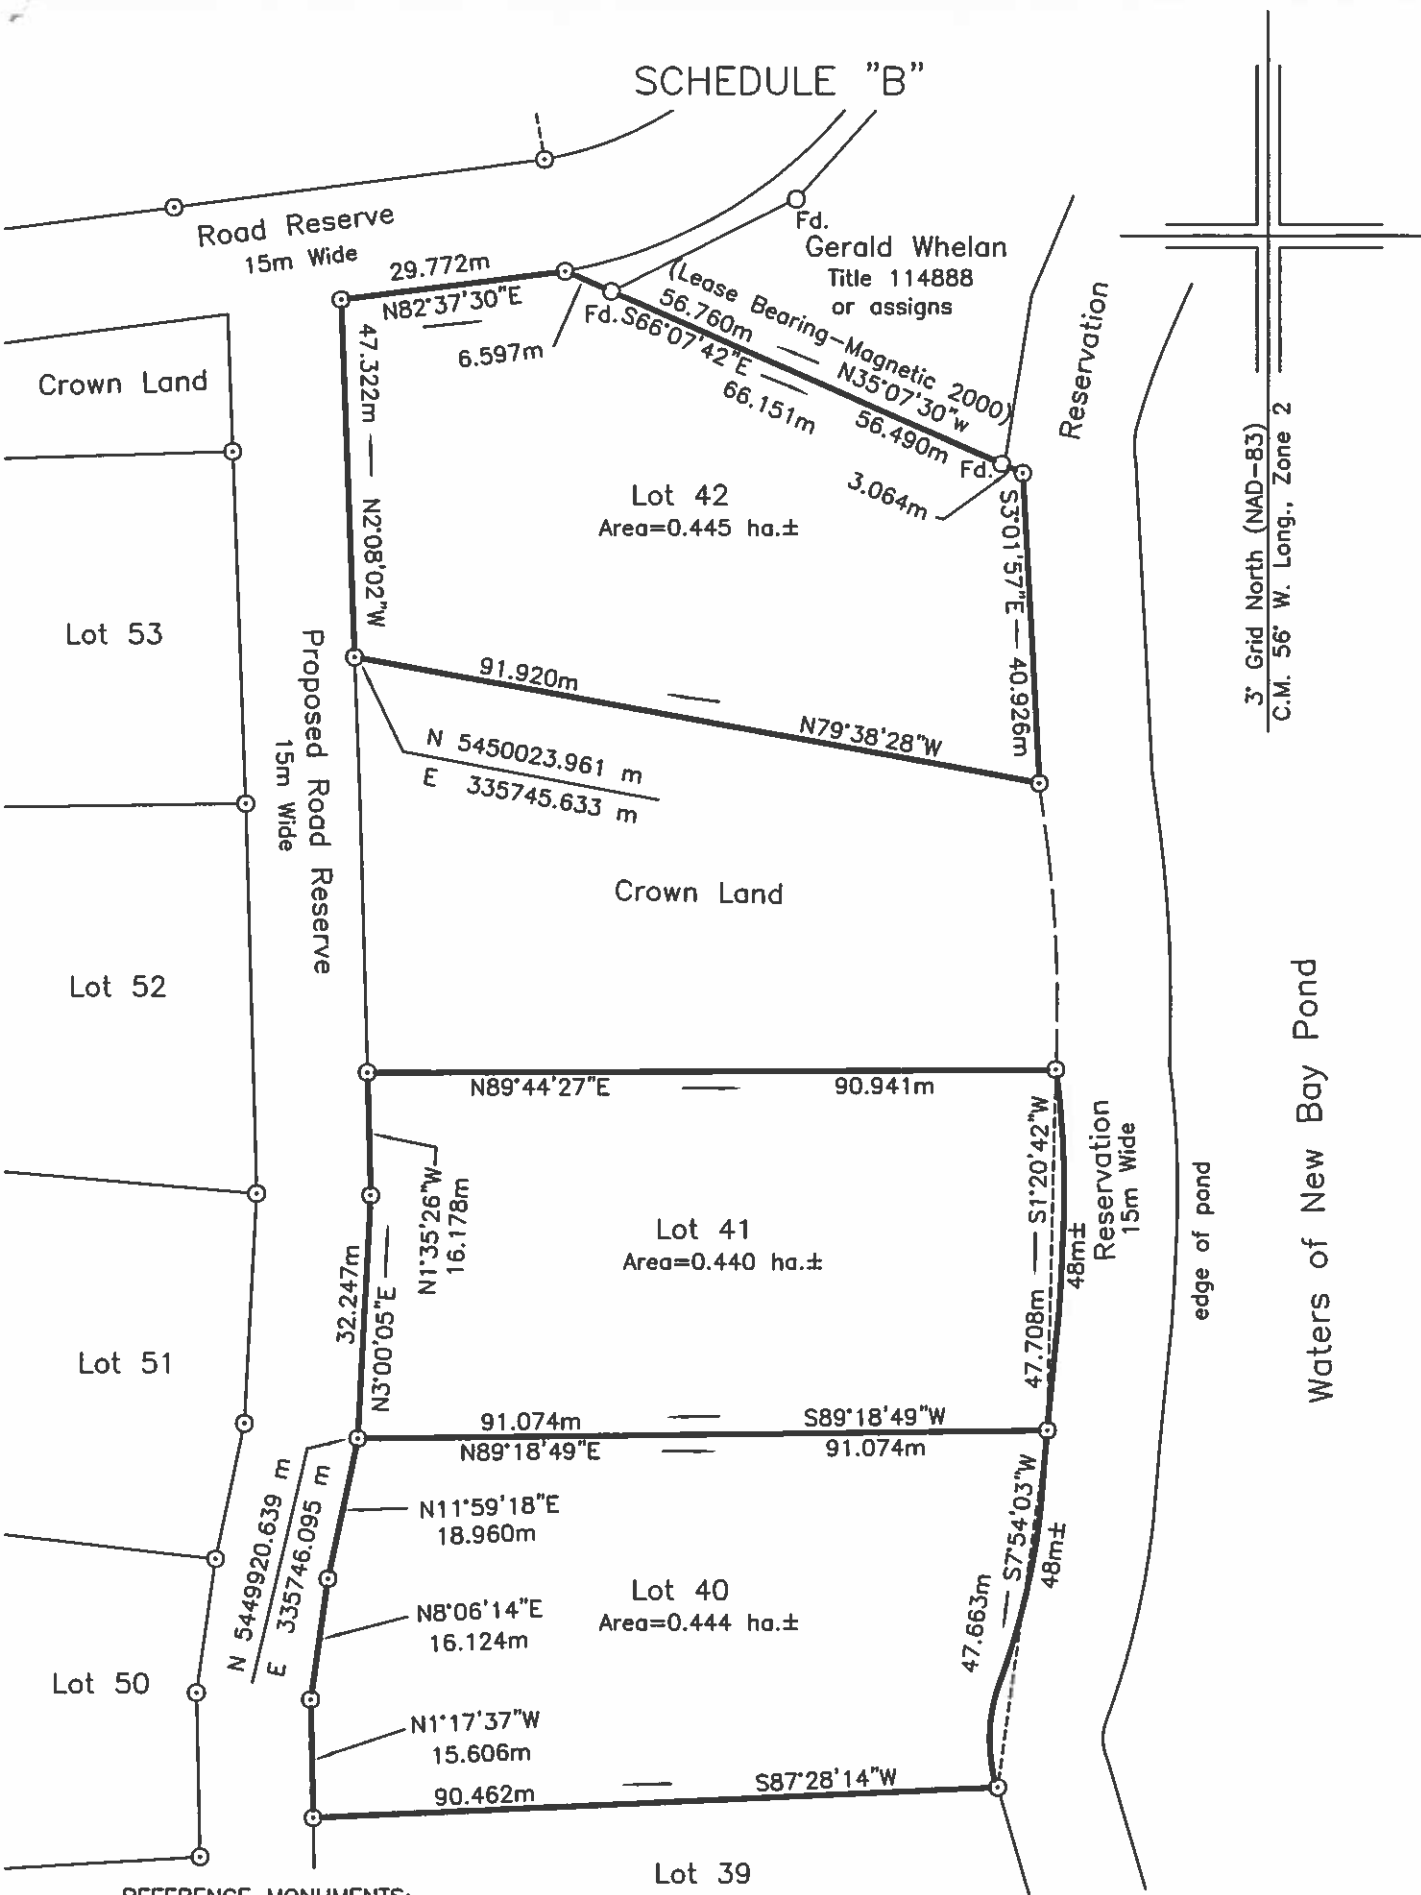 SCHEDULE "B"
Road Reserve
15m Wide
Fd.
Gerald Whelan
Title 114888
or assigns
29.772m
N82°37'30"E
6.597m
Fd.
(Lease Bearing-Magnetic 2000)
56.760m — N35°07'30"w
S66°07'42"E — 56.490m
66.151m
Fd.
3.064m
Reservation
Crown Land
47.322m — N2°08'02"W
Lot 42
Area=0.445 ha.±
S3°01'57"E — 40.926m
3° Grid North (NAD-83)
C.M. 56° W. Long., Zone 2
Lot 53
Proposed Road Reserve
15m Wide
91.920m — N79°38'28"W
N 5450023.961 m
E 335745.633 m
Crown Land
Lot 52
N89°44'27"E — 90.941m
N1°35'26"W
16.178m
32.247m
N3°00'05"E —
Lot 41
Area=0.440 ha.±
47.708m — S1°20'42"W
48m±
Reservation
15m Wide
edge of pond
Waters of New Bay Pond
Lot 51
91.074m — S89°18'49"W
N89°18'49"E — 91.074m
N 5449920.639 m
E 335746.095 m
N11°59'18"E
18.960m
N8°06'14"E
16.124m
Lot 40
Area=0.444 ha.±
47.663m — S7°54'03"W
48m±
Lot 50
N1°17'37"W
15.606m
90.462m — S87°28'14"W
Lot 39
REFERENCE MONUMENTS: